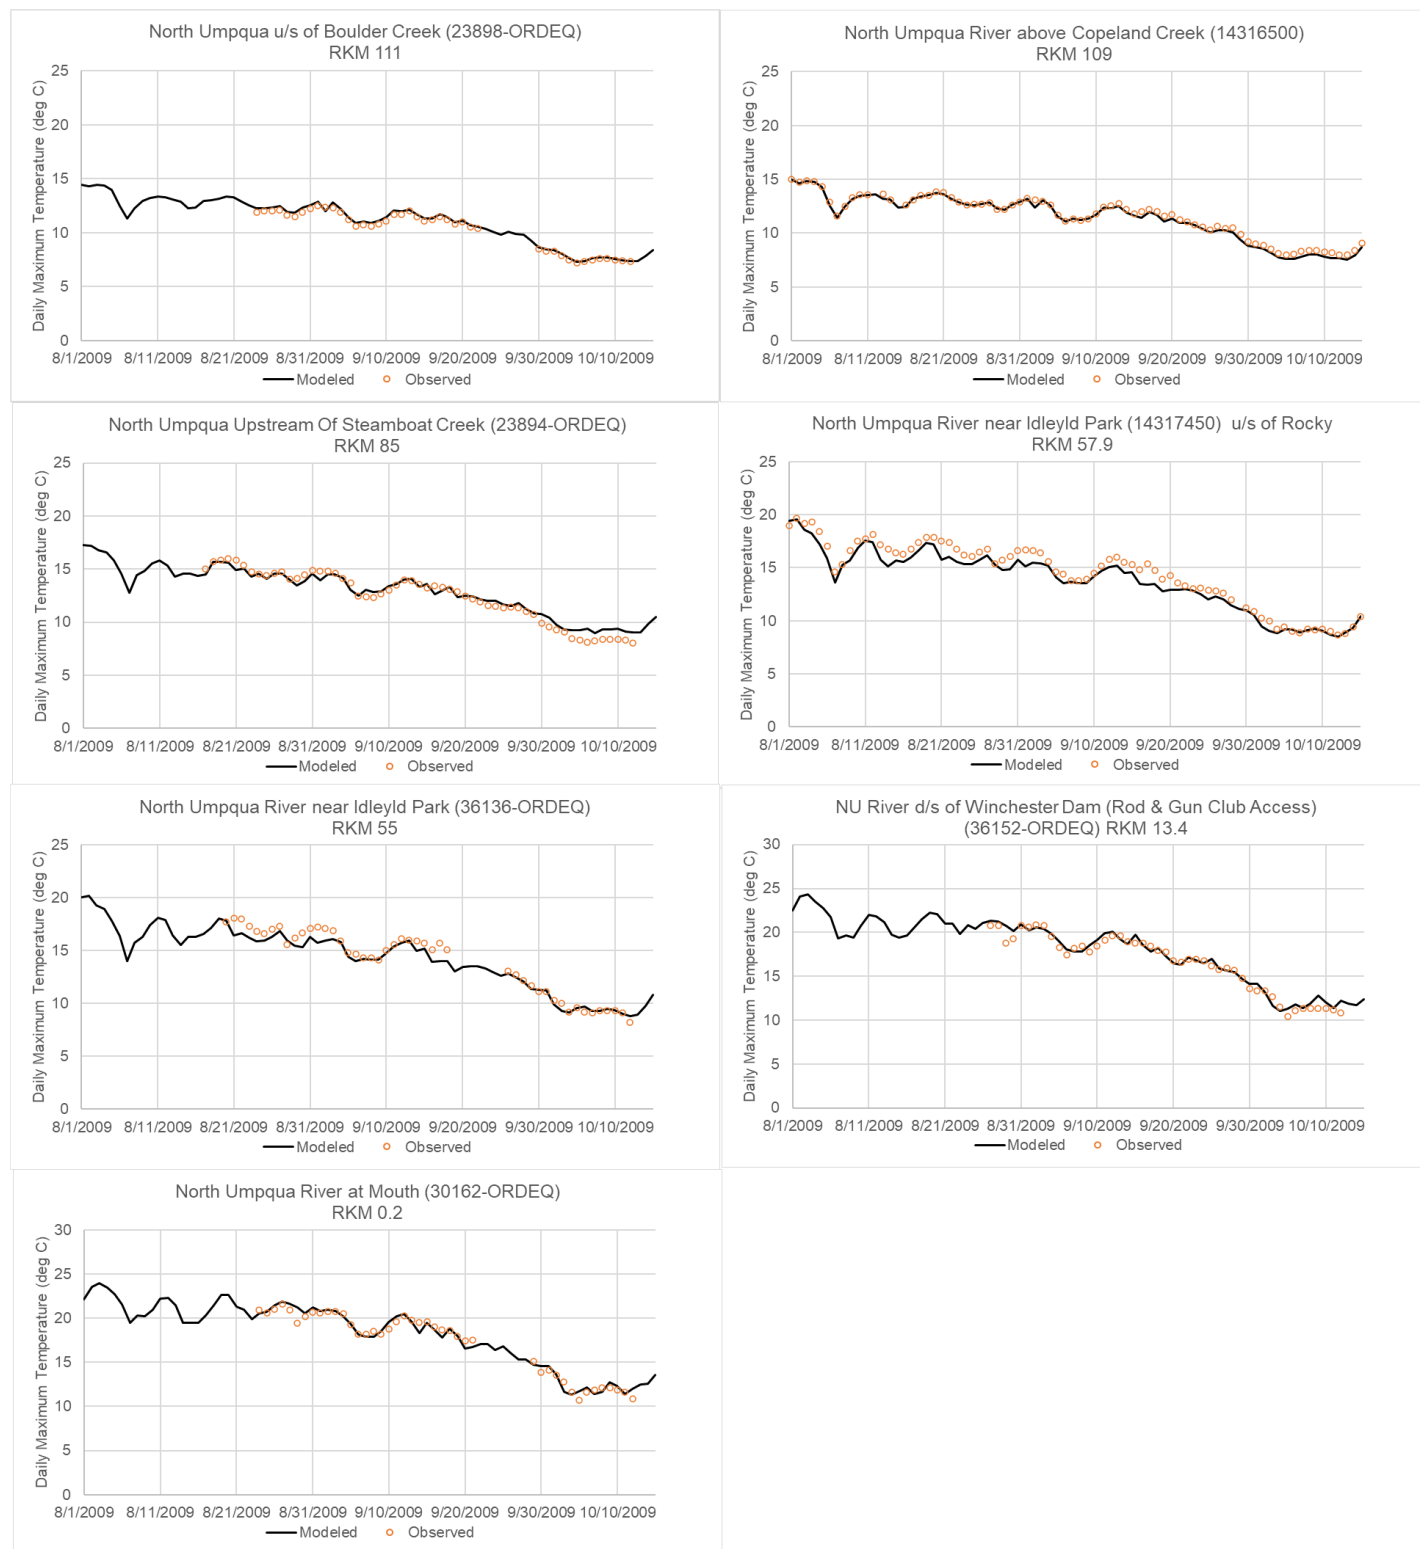 North Umpqua u/s of Boulder Creek (23898-ORDEQ)
RKM 111
Daily Maximum Temperature (deg C)
25
20
15
10
5
0
8/1/2009 8/11/2009 8/21/2009 8/31/2009 9/10/2009 9/20/2009 9/30/2009 10/10/2009
Modeled Observed
North Umpqua River above Copeland Creek (14316500)
RKM 109
Daily Maximum Temperature (deg C)
25
20
15
10
5
0
8/1/2009 8/11/2009 8/21/2009 8/31/2009 9/10/2009 9/20/2009 9/30/2009 10/10/2009
Modeled Observed
North Umpqua Upstream Of Steamboat Creek (23894-ORDEQ)
RKM 85
Daily Maximum Temperature (deg C)
25
20
15
10
5
0
8/1/2009 8/11/2009 8/21/2009 8/31/2009 9/10/2009 9/20/2009 9/30/2009 10/10/2009
Modeled Observed
North Umpqua River near Idleyld Park (14317450) u/s of Rocky
RKM 57.9
Daily Maximum Temperature (deg C)
25
20
15
10
5
0
8/1/2009 8/11/2009 8/21/2009 8/31/2009 9/10/2009 9/20/2009 9/30/2009 10/10/2009
Modeled Observed
North Umpqua River near Idleyld Park (36136-ORDEQ)
RKM 55
Daily Maximum Temperature (deg C)
25
20
15
10
5
0
8/1/2009 8/11/2009 8/21/2009 8/31/2009 9/10/2009 9/20/2009 9/30/2009 10/10/2009
Modeled Observed
NU River d/s of Winchester Dam (Rod & Gun Club Access)
(36152-ORDEQ) RKM 13.4
Daily Maximum Temperature (deg C)
30
25
20
15
10
5
0
8/1/2009 8/11/2009 8/21/2009 8/31/2009 9/10/2009 9/20/2009 9/30/2009 10/10/2009
Modeled Observed
North Umpqua River at Mouth (30162-ORDEQ)
RKM 0.2
Daily Maximum Temperature (deg C)
30
25
20
15
10
5
0
8/1/2009 8/11/2009 8/21/2009 8/31/2009 9/10/2009 9/20/2009 9/30/2009 10/10/2009
Modeled Observed